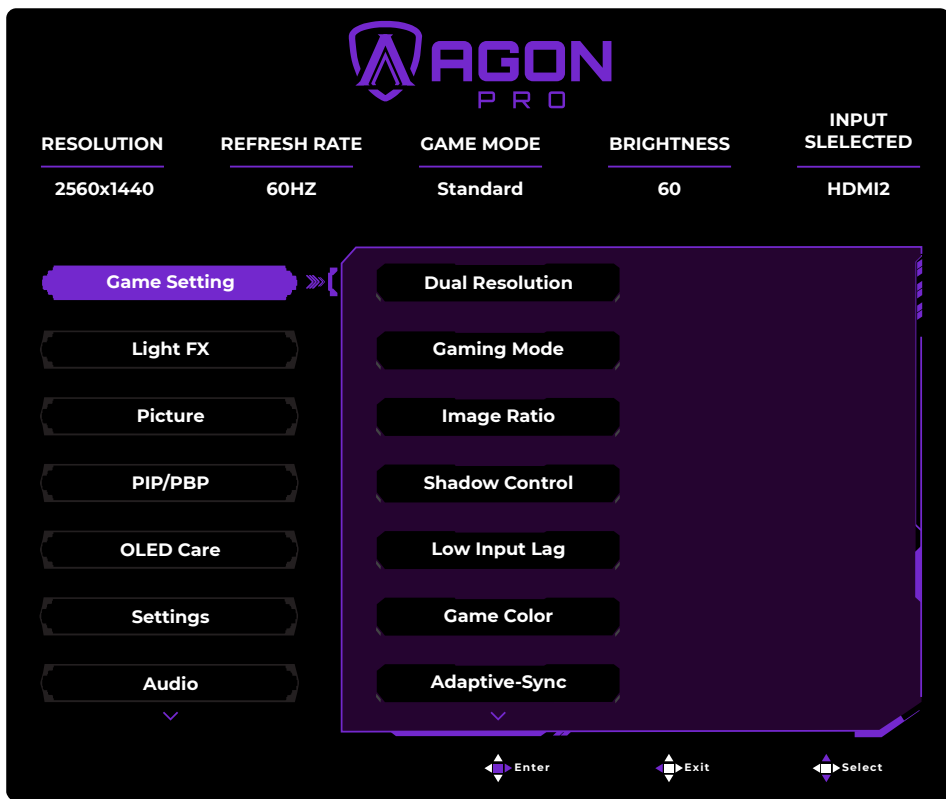 AGON
PRO
RESOLUTION REFRESH RATE GAME MODE BRIGHTNESS INPUT
SLELECTED
2560x1440 60HZ Standard 60 HDMI2
Game Setting Dual Resolution
Light FX Gaming Mode
Picture Image Ratio
PIP/PBP Shadow Control
OLED Care Low Input Lag
Settings Game Color
Audio Adaptive-Sync
Enter Exit Select